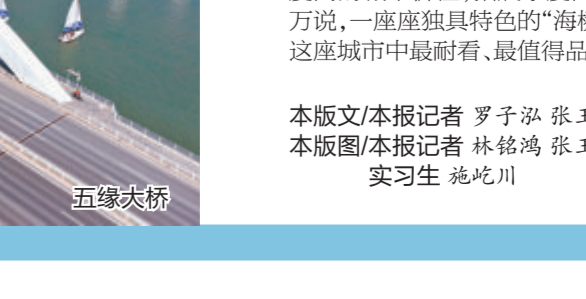 万说，一座座独具特色的“海
这座城市中最耐看、最值得品
本版文/本报记者 罗子泓 张
本版图/本报记者 林铭鸿 张
实习生 施屹川
五缘大桥